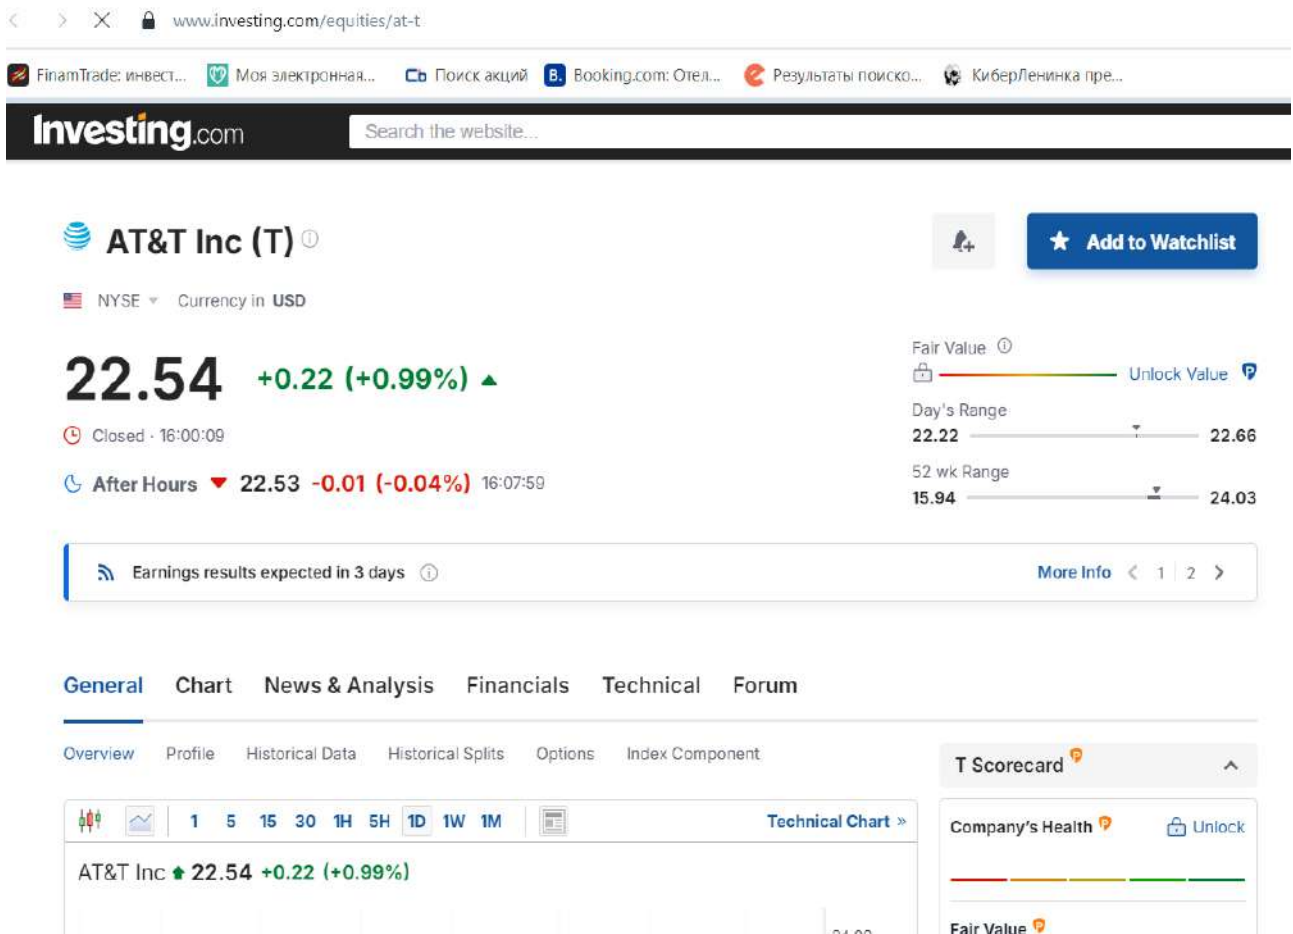 www.investing.com/equities/at-t
FinamTrade: инвест... Моя электронная... Сь Поиск акций B. Booking.com: Отел... Результаты поиско... КиберЛенинка пре...
Investing.com Search the website...
AT&T Inc (T)
Add to Watchlist
NYSE Currency in USD
22.54 +0.22 (+0.99%)
Closed · 16:00:09
After Hours 22.53 -0.01 (-0.04%) 16:07:59
Fair Value
Unlock Value
Day's Range
22.22 22.66
52 wk Range
15.94 24.03
Earnings results expected in 3 days More Info 1 2
General Chart News & Analysis Financials Technical Forum
Overview Profile Historical Data Historical Splits Options Index Component
T Scorecard
1 5 15 30 1H 5H 1D 1W 1M Technical Chart »
Company's Health Unlock
AT&T Inc 22.54 +0.22 (+0.99%)
Fair Value